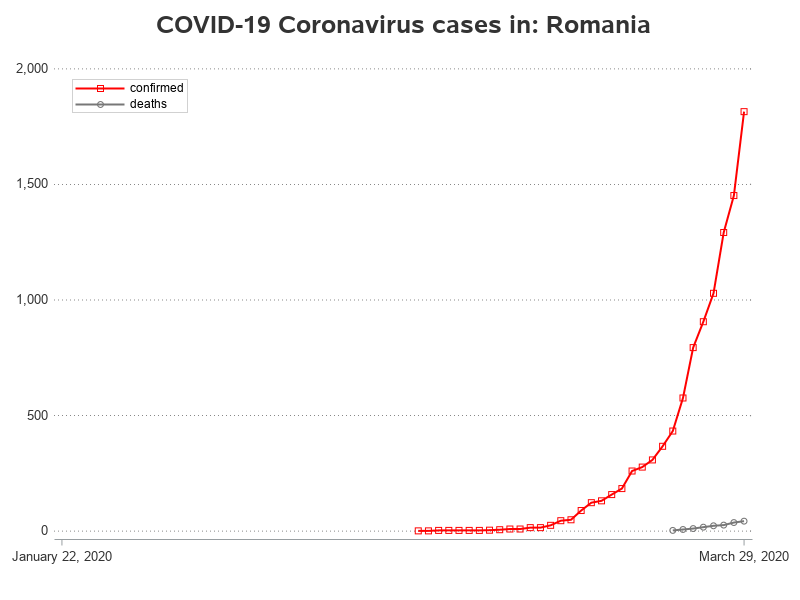 COVID-19 Coronavirus cases in: Romania
2,000
confirmed
deaths
1,500
1,000
500
0
January 22, 2020
March 29, 2020